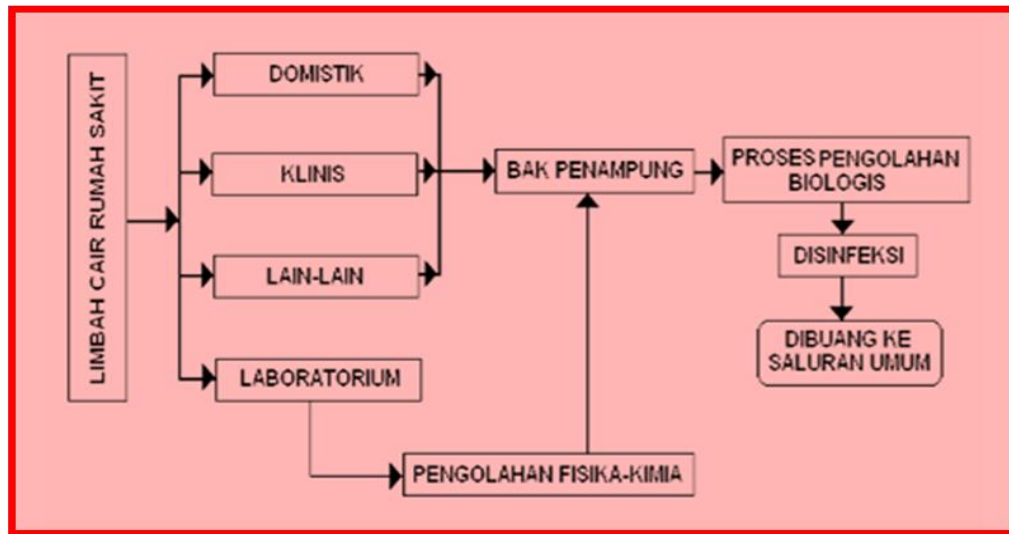 LIMBAH CAIR RUMAH SAKIT
DOMISTIK
KLINIS
LAIN-LAIN
LABORATORIUM
PENGOLAHAN FISIKA-KIMIA
BAK PENAMPUNG
PROSES PENGOLAHAN
BIOLOGIS
DISINFEKSI
DIBUANG KE
SALURAN UMUM